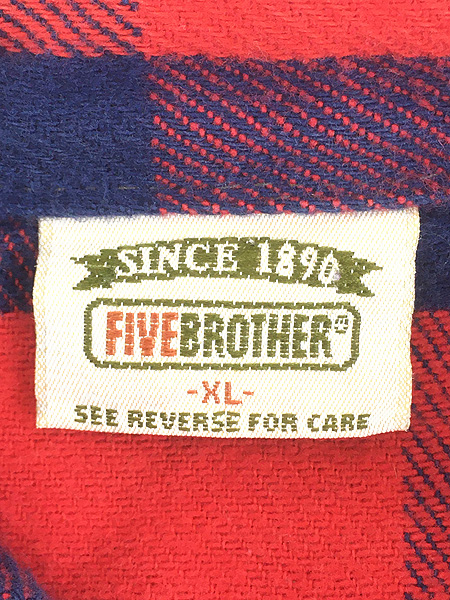 SINCE 1890
FIVEBROTHER®
-XL-
SEE REVERSE FOR CARE